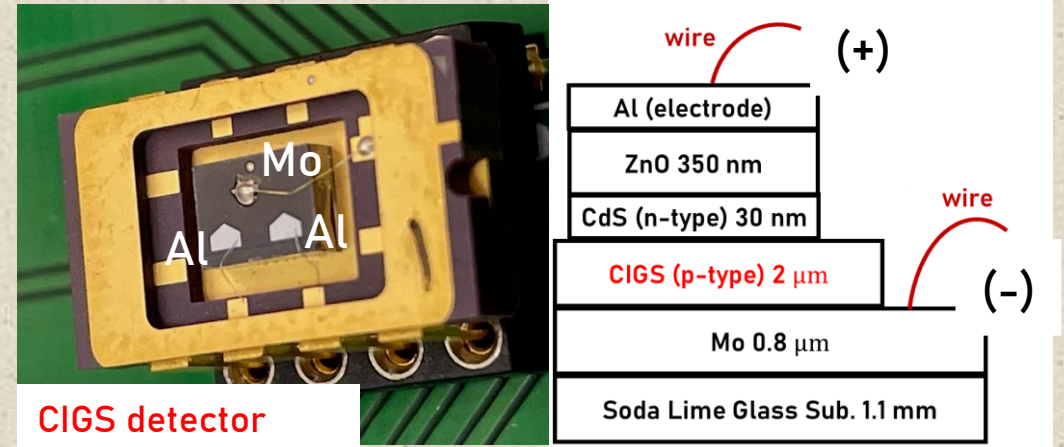 Mo
Al
Al
CIGS detector
wire
(+)
Al (electrode)
ZnO 350 nm
CdS (n-type) 30 nm
wire
CIGS (p-type) 2 μm
(-)
Mo 0.8 μm
Soda Lime Glass Sub. 1.1 mm